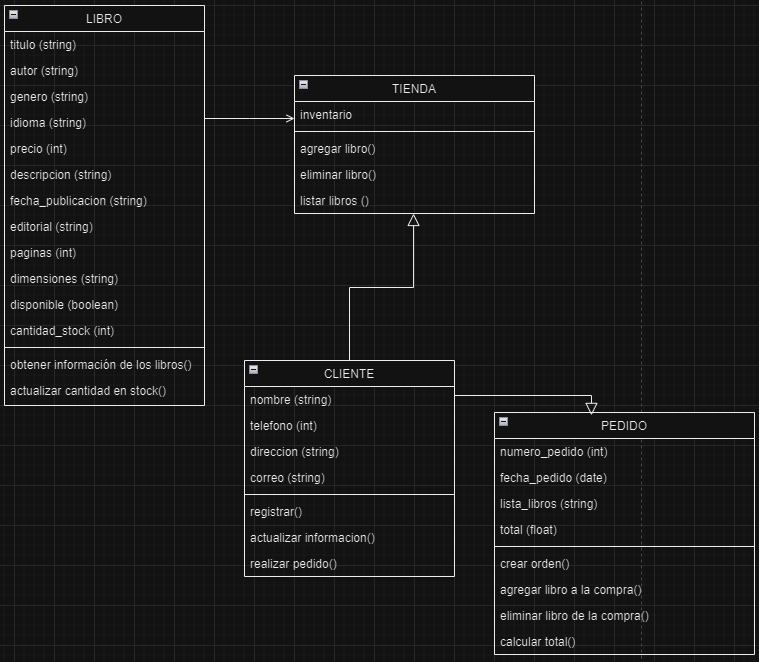 LIBRO
titulo (string)
autor (string)
genero (string)
idioma (string)
precio (int)
descripcion (string)
fecha_publicacion (string)
editorial (string)
paginas (int)
dimensiones (string)
disponible (boolean)
cantidad_stock (int)
obtener información de los libros()
actualizar cantidad en stock()
TIENDA
inventario
agregar libro()
eliminar libro()
listar libros ()
CLIENTE
nombre (string)
telefono (int)
direccion (string)
correo (string)
registrar()
actualizar informacion()
realizar pedido()
PEDIDO
numero_pedido (int)
fecha_pedido (date)
lista_libros (string)
total (float)
crear orden()
agregar libro a la compra()
eliminar libro de la compra()
calcular total()